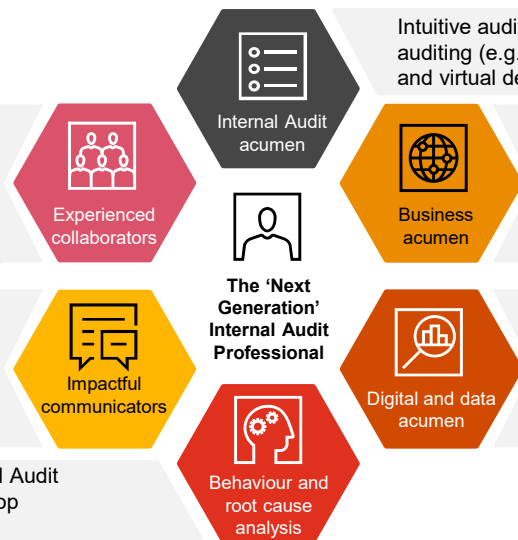 Intuitive audi
auditing (e.g.
and virtual de
Internal Audit
acumen
Experienced
collaborators
Business
acumen
The ‘Next
Generation’
Internal Audit
Professional
Impactful
communicators
Digital and data
acumen
Behaviour and
root cause
analysis
l Audit
op